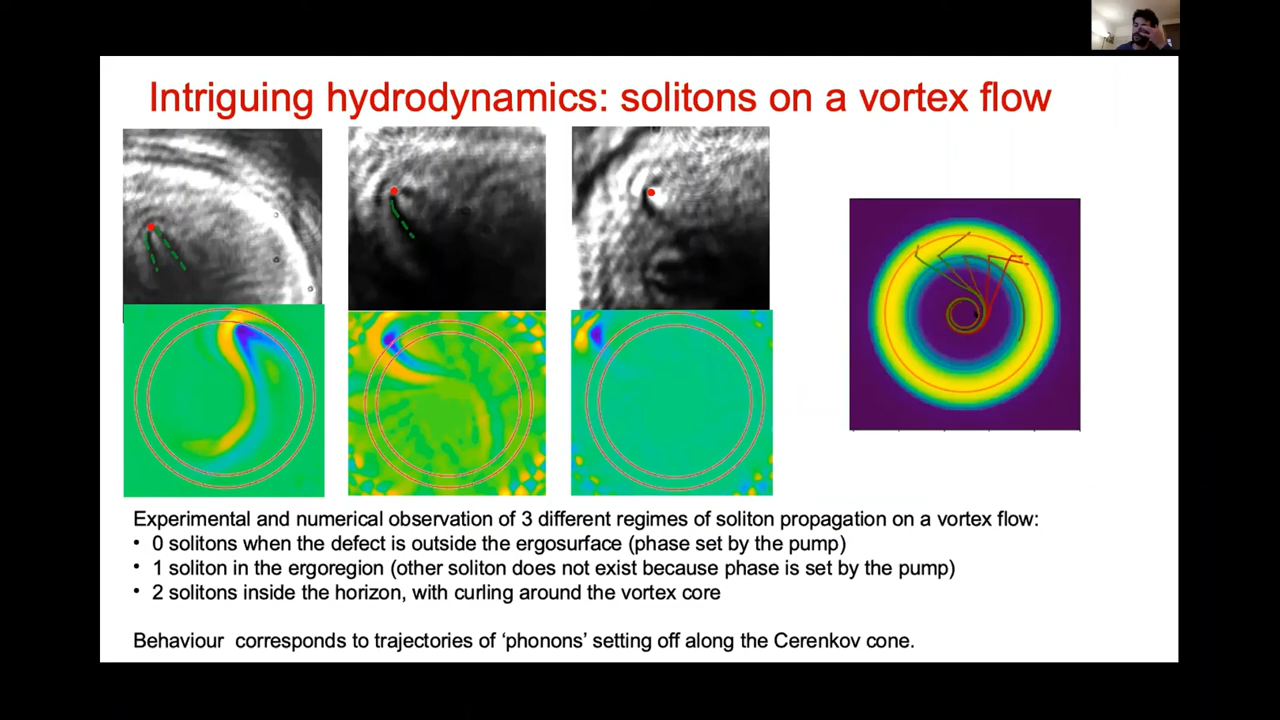 Intriguing hydrodynamics: solitons on a vortex flow
Experimental and numerical observation of 3 different regimes of soliton propagation on a vortex flow:
• 0 solitons when the defect is outside the ergosurface (phase set by the pump)
• 1 soliton in the ergoregion (other soliton does not exist because phase is set by the pump)
• 2 solitons inside the horizon, with curling around the vortex core
Behaviour corresponds to trajectories of ‘phonons’ setting off along the Cerenkov cone.